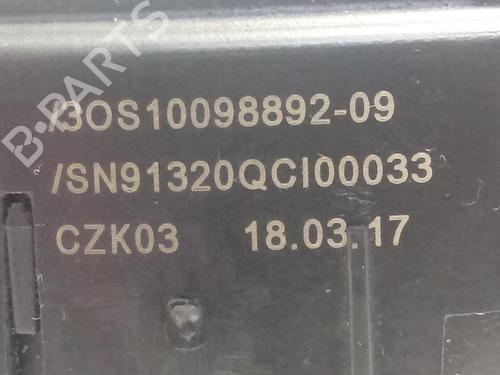 B-PARTS
/3OS10098892-09
/SN91320QCI00033
CZK03 18.03.17